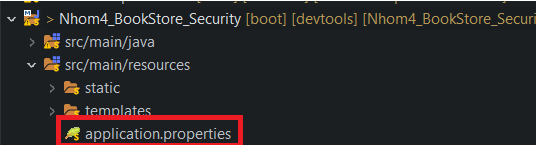 > Nhom4_BookStore_Security [boot] [devtools] [Nhom4_BookStore_Securi
src/main/java
src/main/resources
static
templates
application.properties